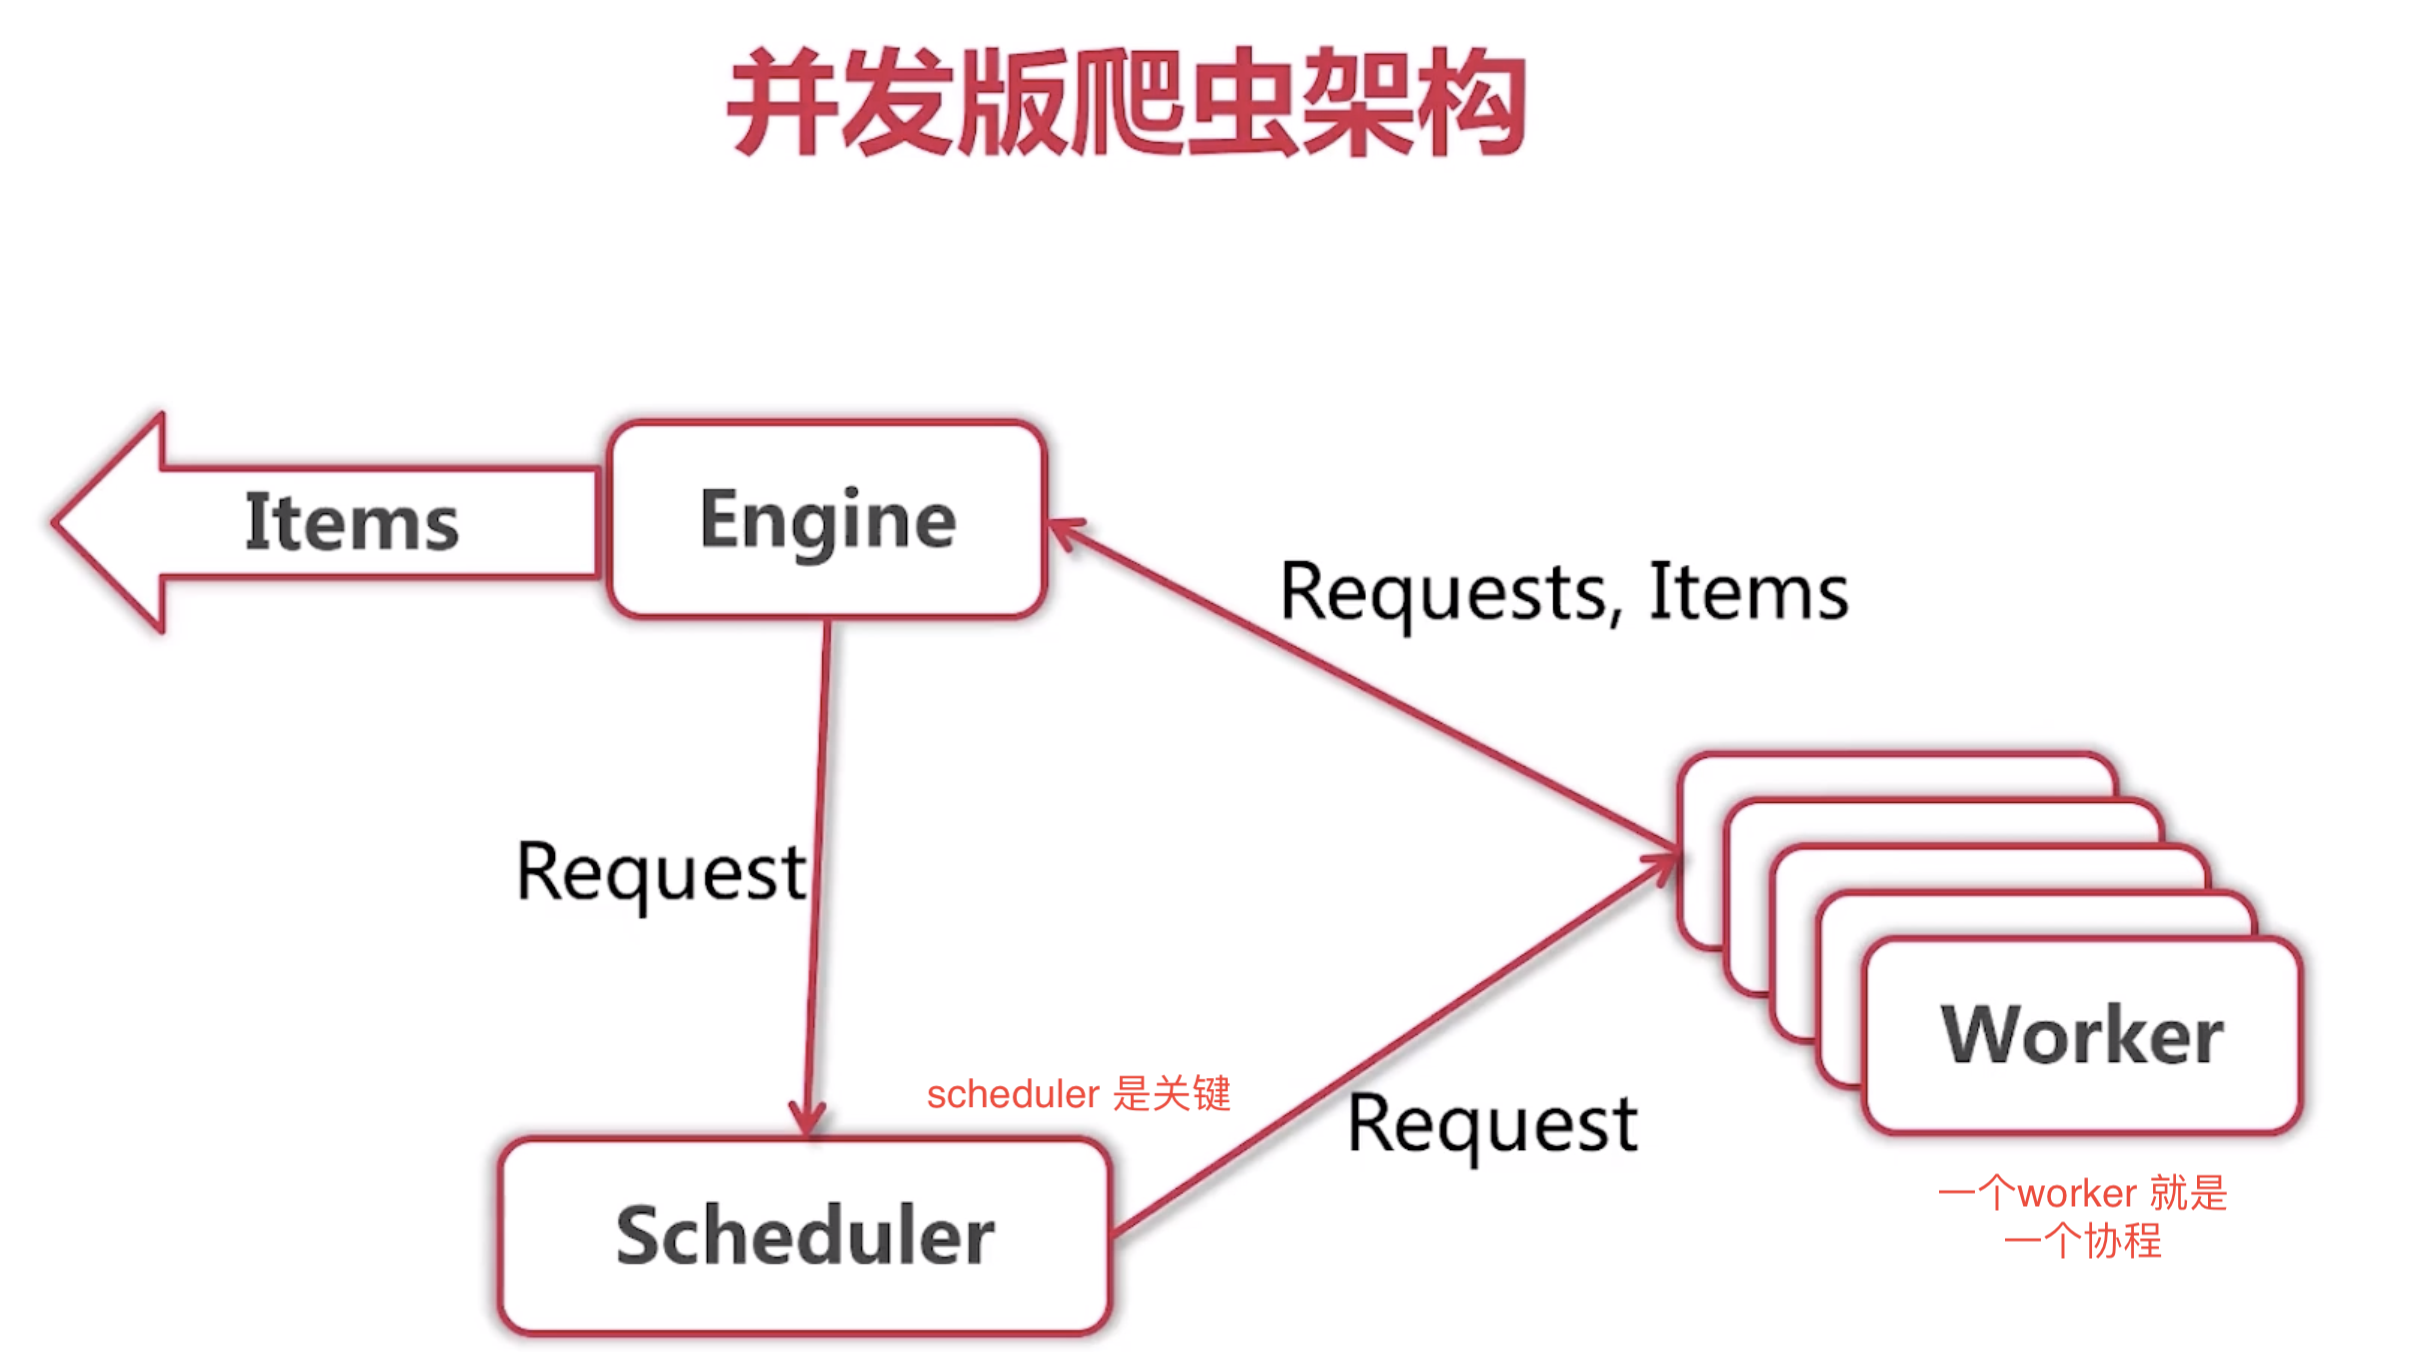 并发版爬虫架构
Items
Engine
Requests, Items
Request
scheduler 是关键
Request
Worker
一个worker 就是
一个协程
Scheduler